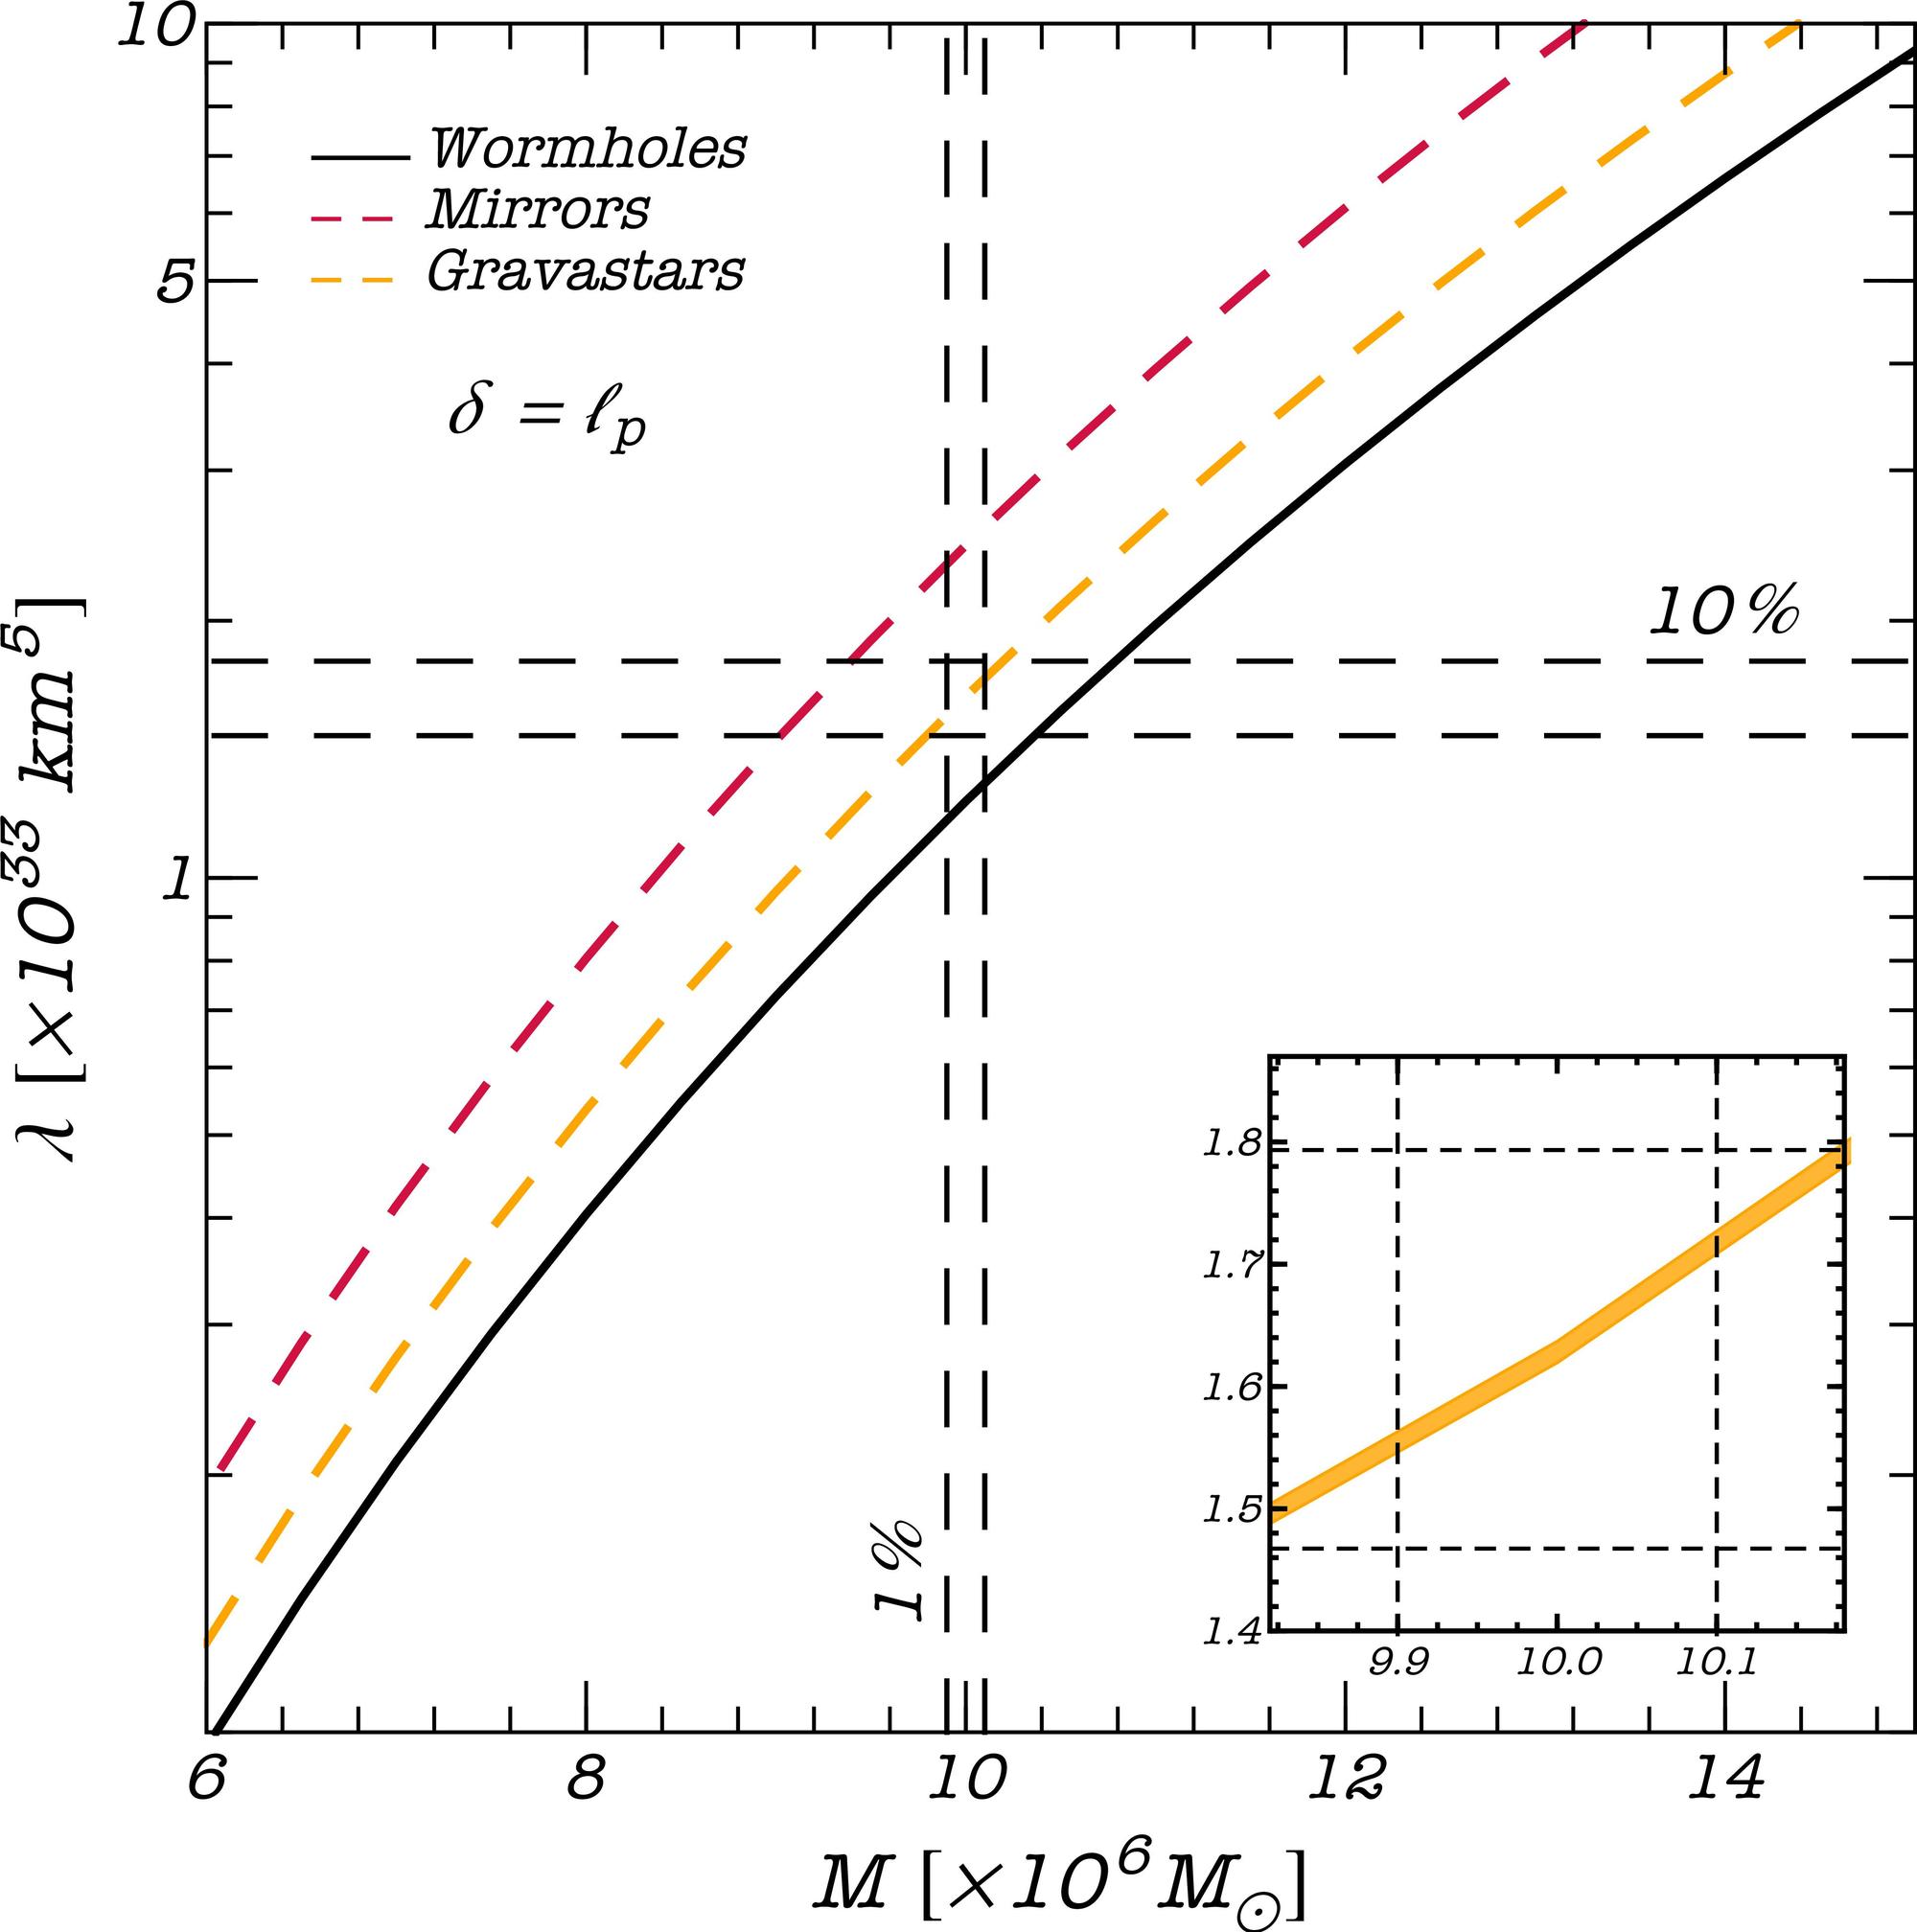 10
Wormholes
Mirrors
Gravastars
5
δ = ℓp
10%
λ [×10³³ km⁵]
1
1.8
1.7
1.6
1.5
1.4
9.9 10.0 10.1
1%
6 8 10 12 14
M [×10⁶M⊙]